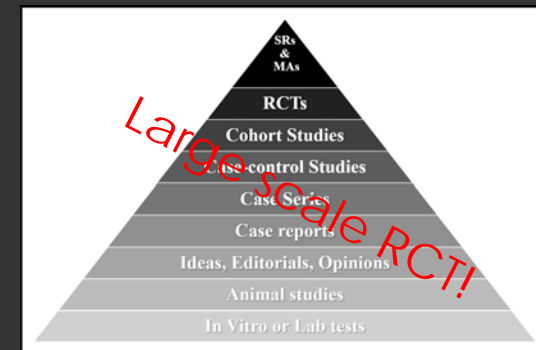 SRs
&
MAs
RCTs
Cohort Studies
Case-control Studies
Case Series
Case reports
Ideas, Editorials, Opinions
Animal studies
In Vitro or Lab tests
Large scale RCT!